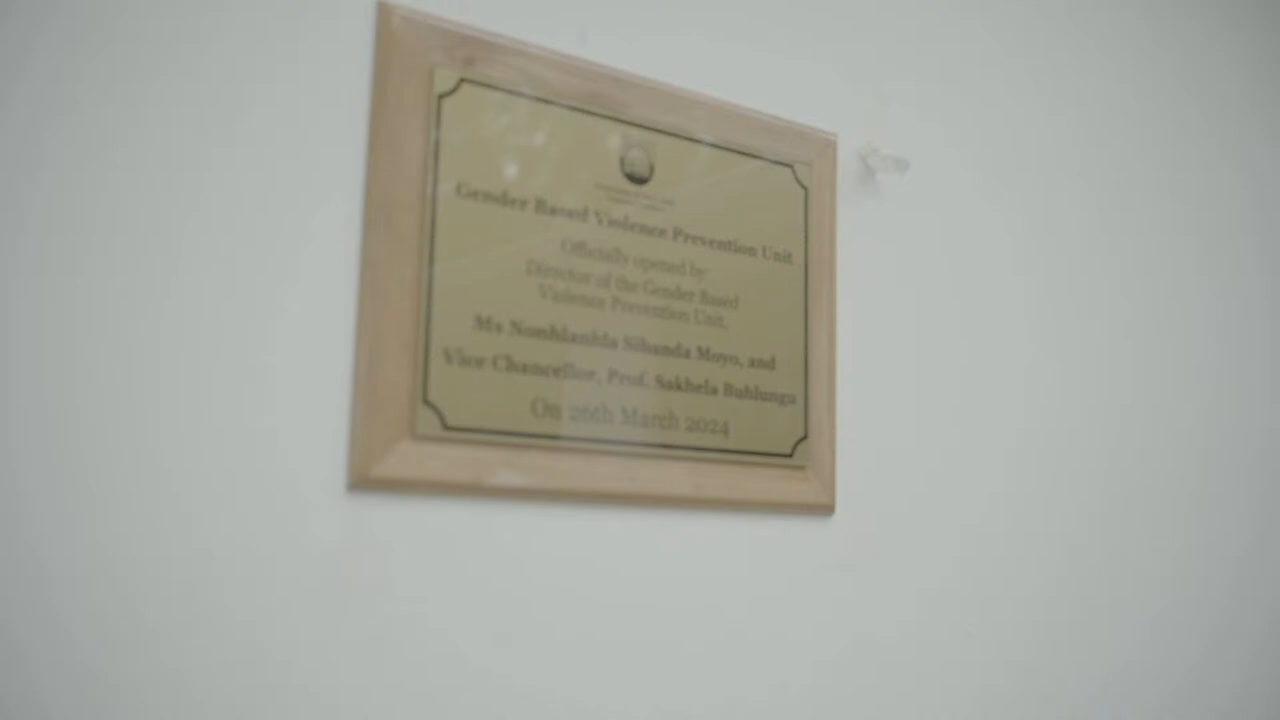 Gender Based Violence Prevention Unit
Officially opened by:
Director of the Gender Based
Violence Prevention Unit,
Ms Nomhlanhla Sibanda Moyo, and
Vice Chancellor, Prof. Sakhela Buhlungu
On 26th March 2024